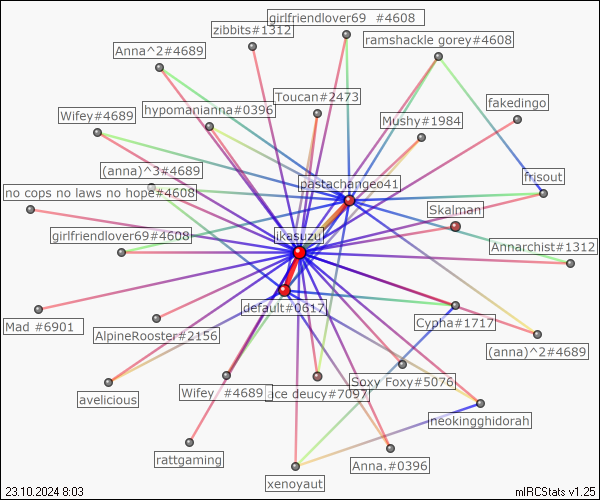 girlfriendlover69 #4608
zibbits#1312
ramshackle gorey#4608
Anna^2#4689
Toucan#2473
fakedingo
hypomanianna#0396
Wifey#4689
Mushy#1984
(anna)^3#4689
frisout
pastachangeo41
no cops no laws no hope#4608
Skalman
ikasuzu
girlfriendlover69#4608
Annarchist#1312
default#0617
Mad #6901
Cypha#1717
AlpineRooster#2156
(anna)^2#4689
Soxy Foxy#5076
Wifey #4689
ace deucy#7097
avelicious
neokingghidorah
rattgaming
Anna.#0396
xenoyaut
23.10.2024 8:03
mIRCStats v1.25